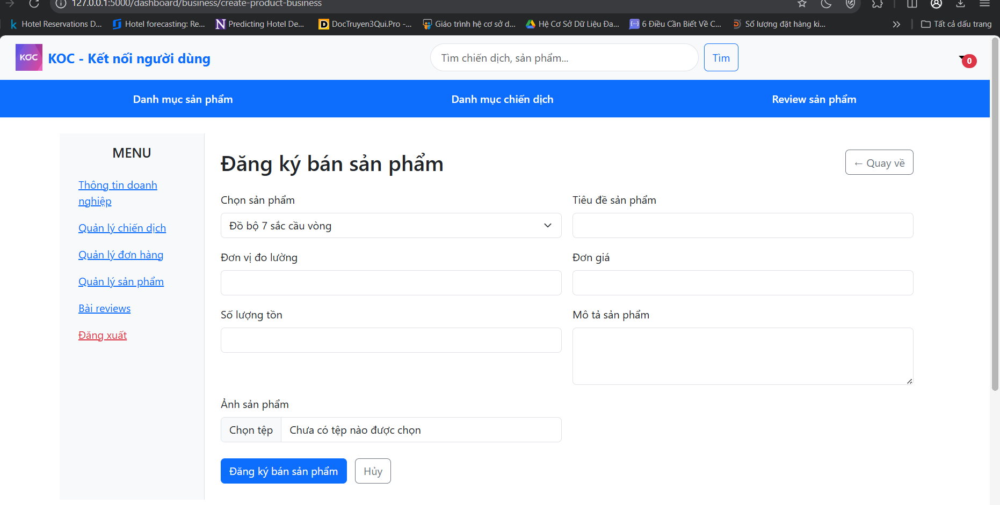 127.0.0.1:5000/dashboard/business/create-product-business
Hotel Reservations D...
Hotel forecasting: Re...
Predicting Hotel De...
DocTruyen3Qui.Pro -...
Giáo trình hệ cơ sở d...
Hệ Cơ Sở Dữ Liệu Đa...
6 Điều Cần Biết Về C...
Số lượng đặt hàng ki...
Tất cả dấu trang
KOC
KOC - Kết nối người dùng
Tìm chiến dịch, sản phẩm...
Tìm
0
Danh mục sản phẩm
Danh mục chiến dịch
Review sản phẩm
MENU
Thông tin doanh
nghiệp
Quản lý chiến dịch
Quản lý đơn hàng
Quản lý sản phẩm
Bài reviews
Đăng xuất
Đăng ký bán sản phẩm
← Quay về
Chọn sản phẩm
Tiêu đề sản phẩm
Đồ bộ 7 sắc cầu vòng
Đơn vị đo lường
Đơn giá
Số lượng tồn
Mô tả sản phẩm
Ảnh sản phẩm
Chọn tệp
Chưa có tệp nào được chọn
Đăng ký bán sản phẩm
Hủy